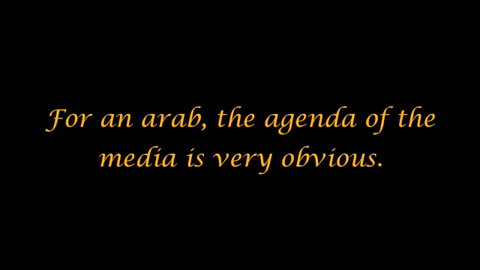 For an arab, the agenda of the
media is very obvious.